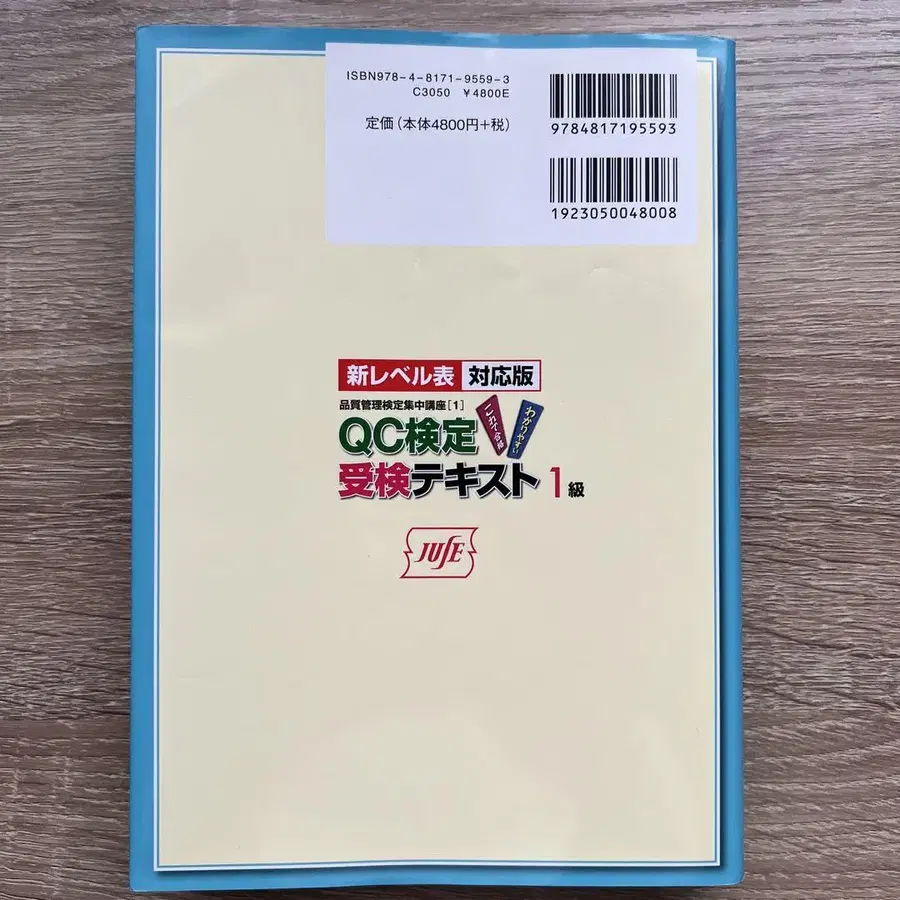 ISBN978-4-8171-9559-3
C3050 ¥4800E
定価(本体4800円+税)
9784817195593
1923050048008
新レベル表 対応版
品質管理検定集中講座[1]
QC検定
これで合格
わかりやすい
受検テキスト 1級
JUSE